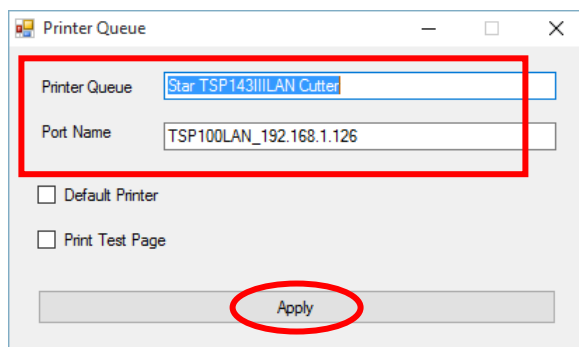 Printer Queue
Printer Queue Star TSP143IIILAN Cutter
Port Name TSP100LAN_192.168.1.126
Default Printer
Print Test Page
Apply